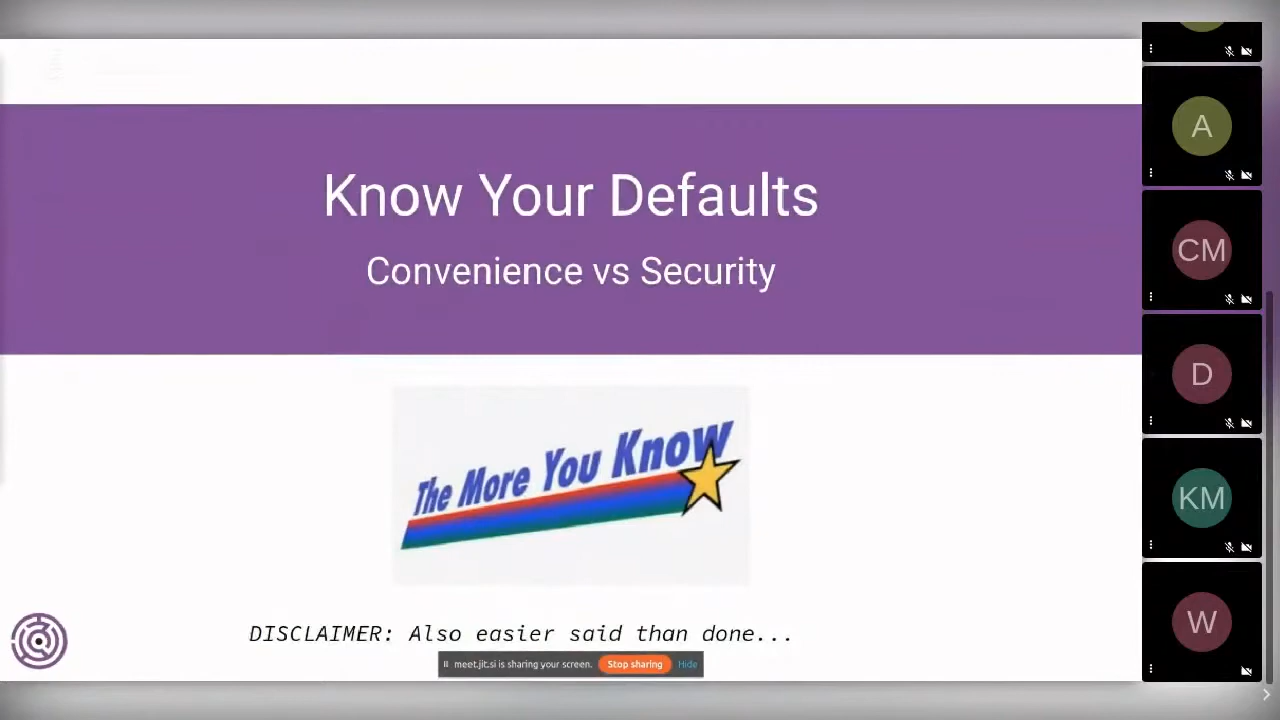 Know Your Defaults
Convenience vs Security
The More You Know
DISCLAIMER: Also easier said than done...
meet.jit.si is sharing your screen. Stop sharing Hide
A
CM
D
KM
W